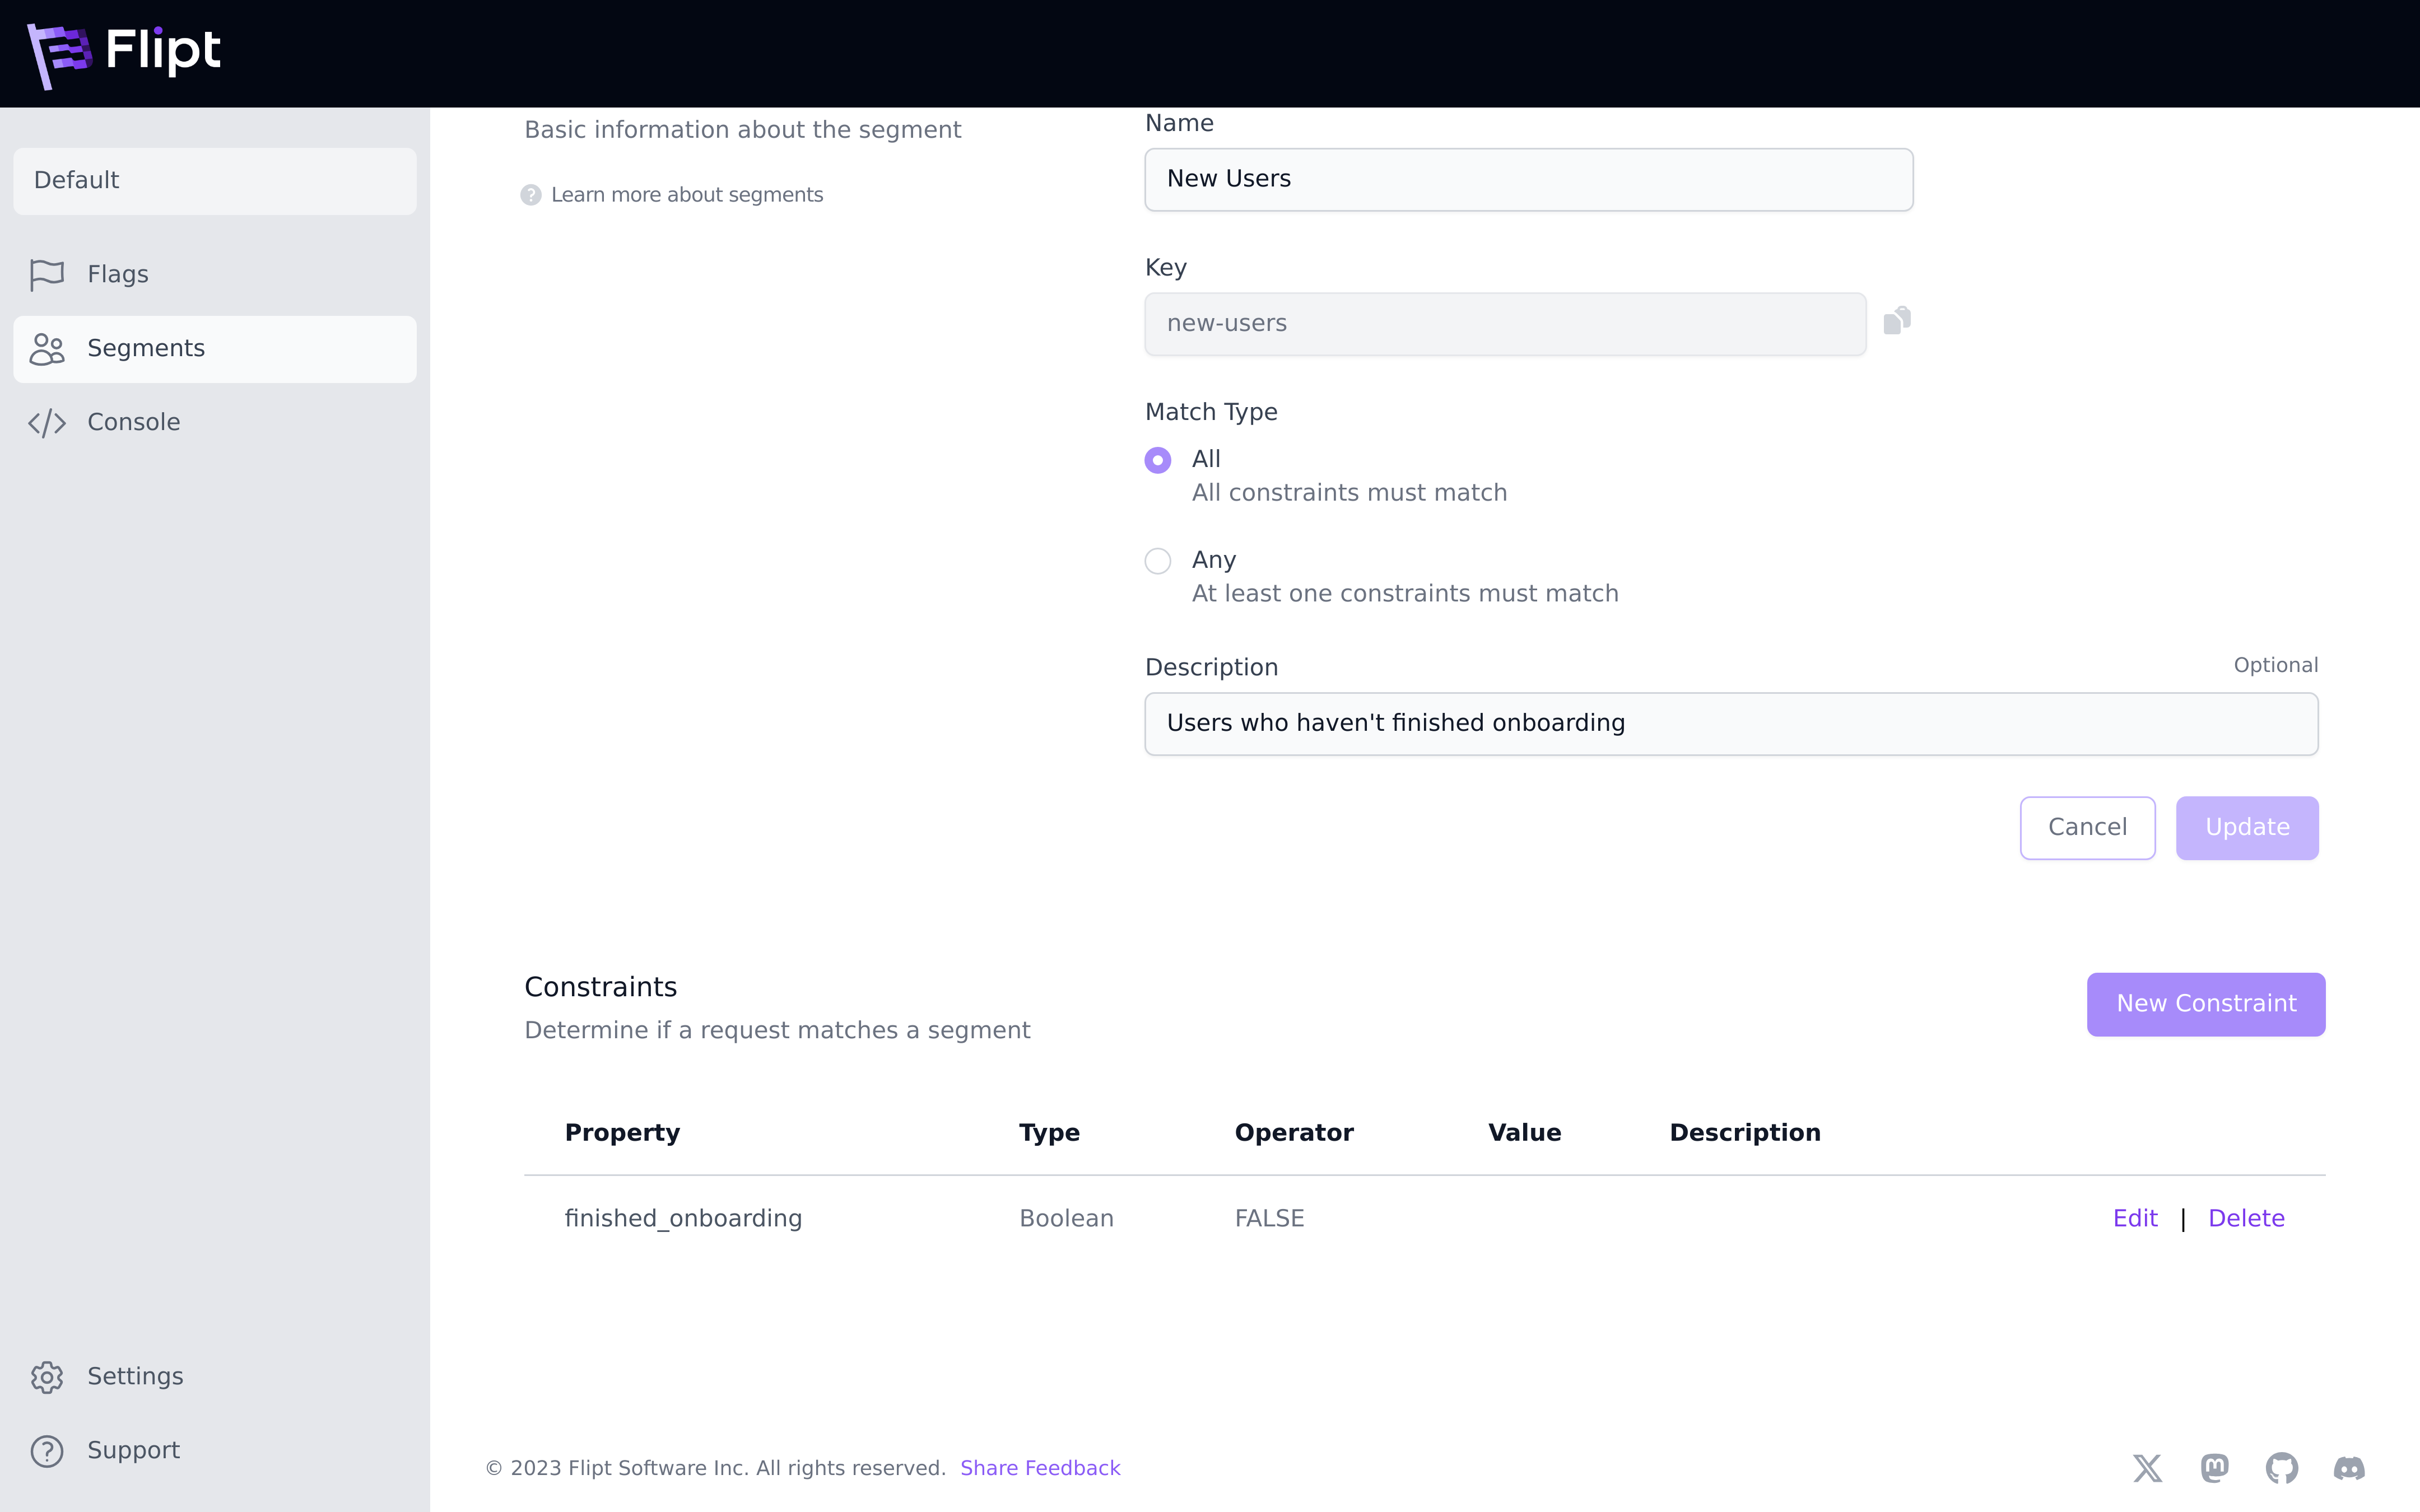 Flipt
Default
Flags
Segments
Console
Settings
Support
Basic information about the segment
Learn more about segments
Name
New Users
Key
new-users
Match Type
All
All constraints must match
Any
At least one constraints must match
Description Optional
Users who haven't finished onboarding
Cancel Update
Constraints
New Constraint
Determine if a request matches a segment
Property Type Operator Value Description
finished_onboarding Boolean FALSE Edit | Delete
© 2023 Flipt Software Inc. All rights reserved. Share Feedback